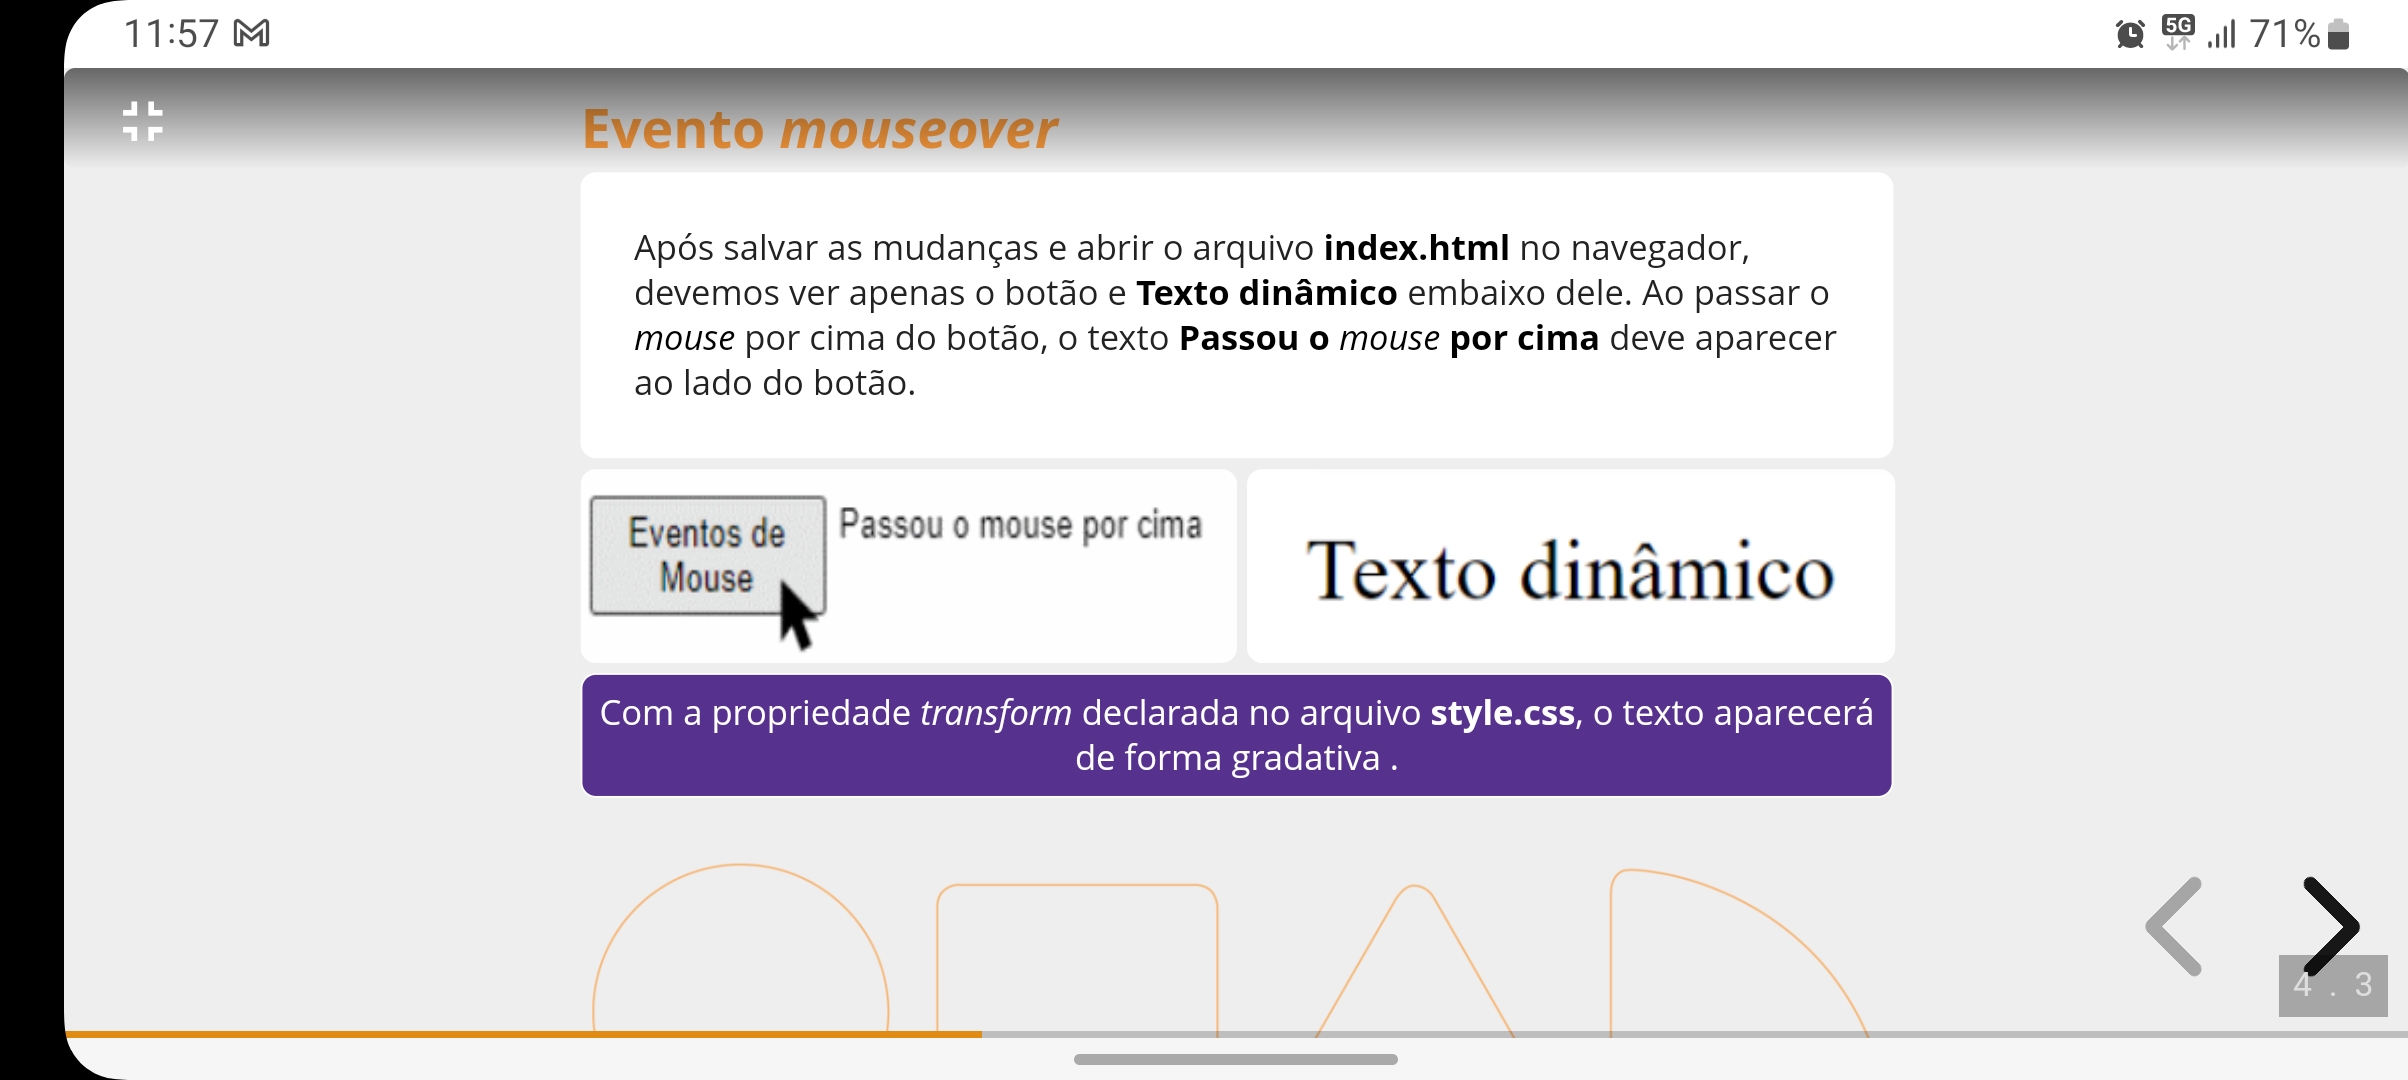 11:57
5G
71%
Evento mouseover
Após salvar as mudanças e abrir o arquivo index.html no navegador,
devemos ver apenas o botão e Texto dinâmico embaixo dele. Ao passar o
mouse por cima do botão, o texto Passou o mouse por cima deve aparecer
ao lado do botão.
Eventos de
Mouse
Passou o mouse por cima
Texto dinâmico
Com a propriedade transform declarada no arquivo style.css, o texto aparecerá
de forma gradativa .
4 . 3